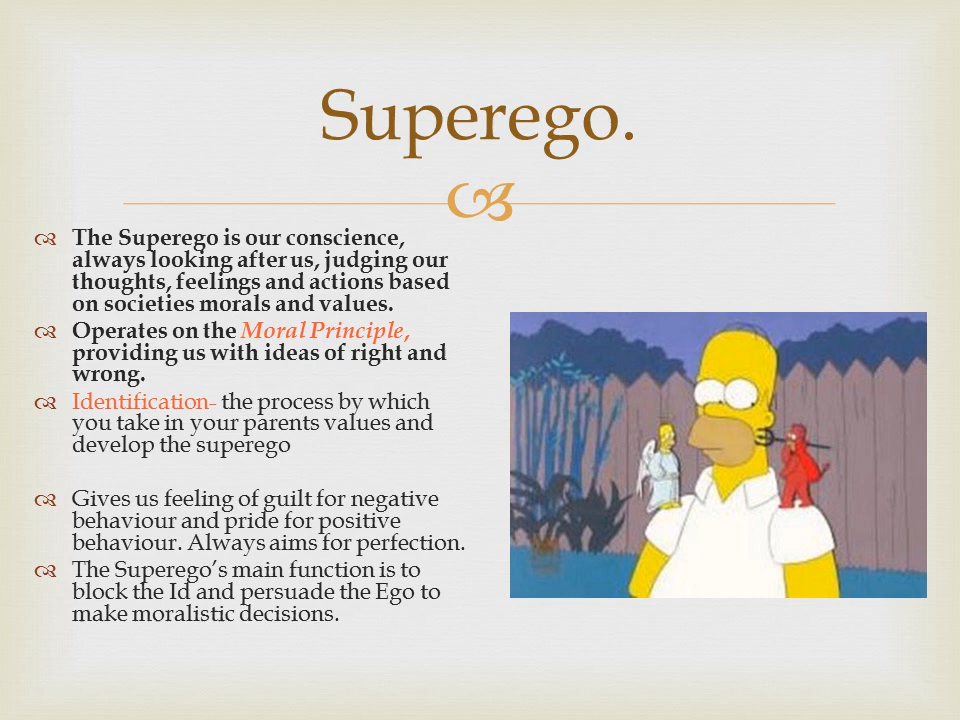 Superego.
The Superego is our conscience,
always looking after us, judging our
thoughts, feelings and actions based
on societies morals and values.
Operates on the Moral Principle,
providing us with ideas of right and
wrong.
Identification- the process by which
you take in your parents values and
develop the superego
Gives us feeling of guilt for negative
behaviour and pride for positive
behaviour. Always aims for perfection.
The Superego’s main function is to
block the Id and persuade the Ego to
make moralistic decisions.